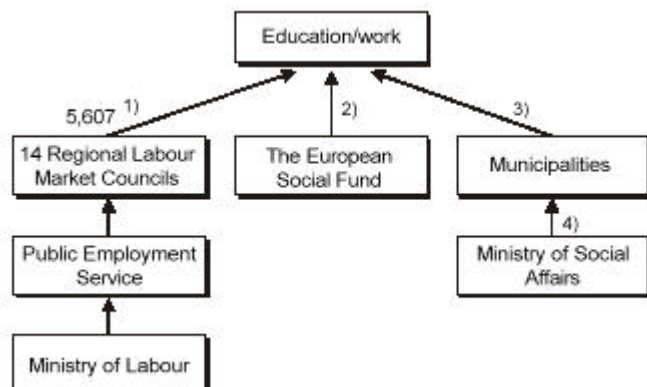 Education/work
5,607 1)
2)
3)
14 Regional Labour
Market Councils
The European
Social Fund
Municipalities
4)
Public Employment
Service
Ministry of Social
Affairs
Ministry of Labour